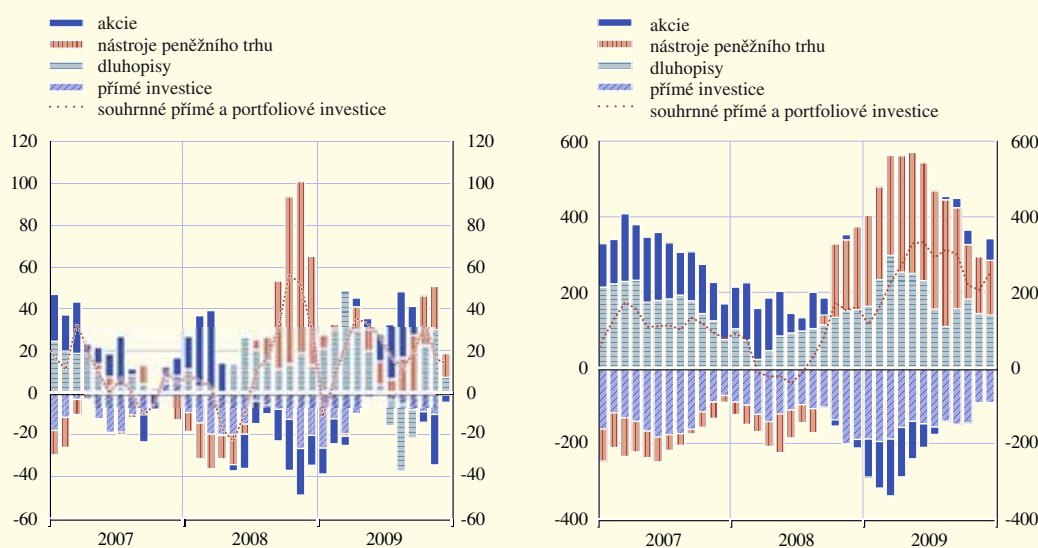 akcie
nástroje peněžního trhu
dluhopisy
přímé investice
souhrnné přímé a portfoliové investice
120 120
100 100
80 80
60 60
40 40
20 20
0 0
-20 -20
-40 -40
-60 -60
2007 2008 2009
akcie
nástroje peněžního trhu
dluhopisy
přímé investice
souhrnné přímé a portfoliové investice
600 600
400 400
200 200
0 0
-200 -200
-400 -400
2007 2008 2009